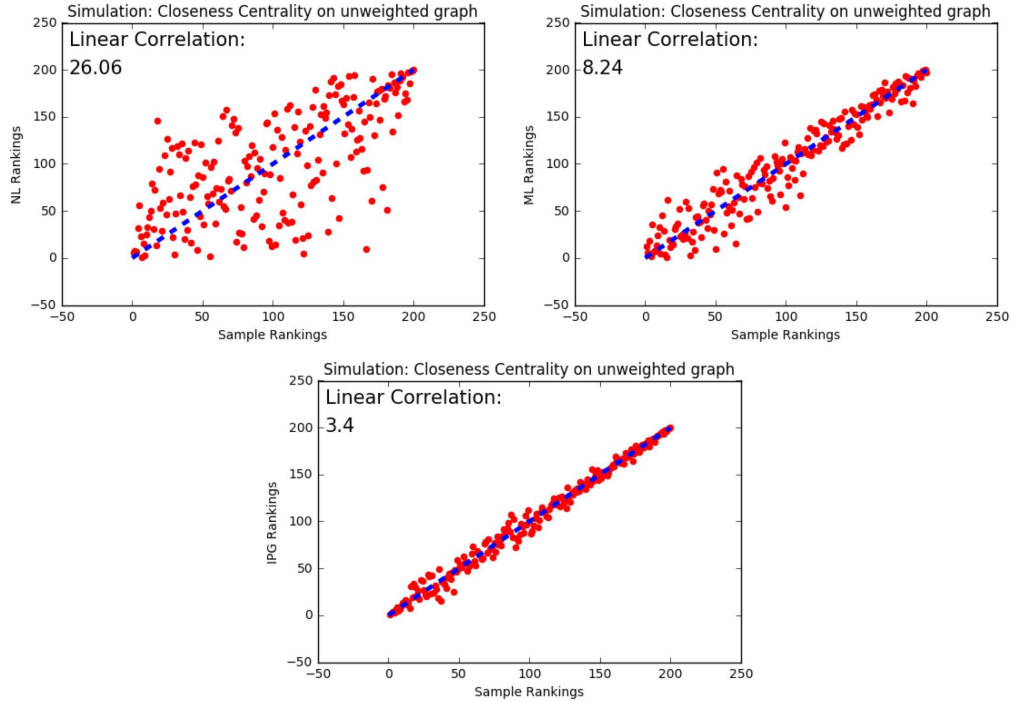 Simulation: Closeness Centrality on unweighted graph
250
Linear Correlation:
26.06
200
150
100
50
0
−50
NL Rankings
−50 0 50 100 150 200 250
Sample Rankings
Simulation: Closeness Centrality on unweighted graph
250
Linear Correlation:
8.24
200
150
100
50
0
−50
ML Rankings
−50 0 50 100 150 200 250
Sample Rankings
Simulation: Closeness Centrality on unweighted graph
250
Linear Correlation:
3.4
200
150
100
50
0
−50
IPG Rankings
−50 0 50 100 150 200 250
Sample Rankings